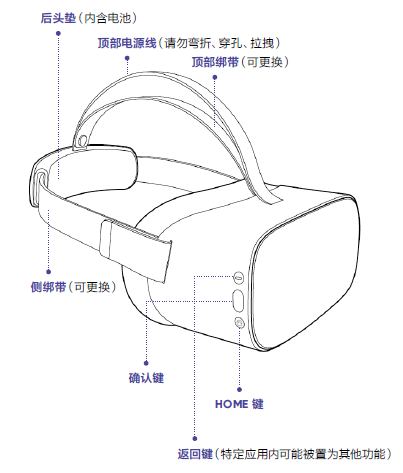 后头垫(内含电池)
顶部电源线(请勿弯折、穿孔、拉拽)
顶部绑带(可更换)
侧绑带(可更换)
确认键
HOME 键
返回键(特定应用内可能被置为其他功能)